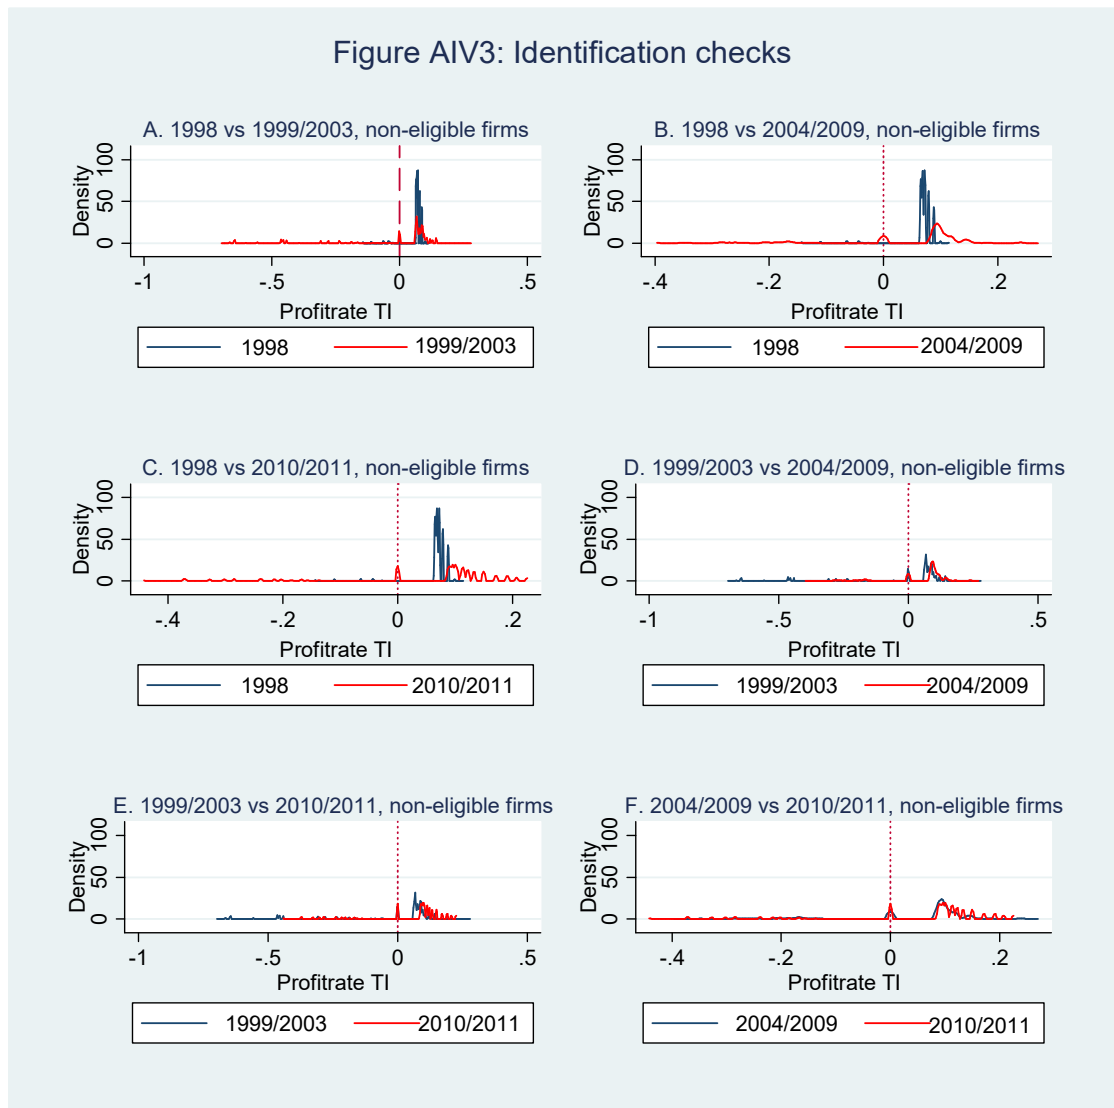 Figure AIV3: Identification checks
A. 1998 vs 1999/2003, non-eligible firms
Density
0 50 100
-1 -.5 0 .5
Profitrate TI
1998 1999/2003
B. 1998 vs 2004/2009, non-eligible firms
Density
0 50 100
-.4 -.2 0 .2
Profitrate TI
1998 2004/2009
C. 1998 vs 2010/2011, non-eligible firms
Density
0 50 100
-.4 -.2 0 .2
Profitrate TI
1998 2010/2011
D. 1999/2003 vs 2004/2009, non-eligible firms
Density
0 50 100
-1 -.5 0 .5
Profitrate TI
1999/2003 2004/2009
E. 1999/2003 vs 2010/2011, non-eligible firms
Density
0 50 100
-1 -.5 0 .5
Profitrate TI
1999/2003 2010/2011
F. 2004/2009 vs 2010/2011, non-eligible firms
Density
0 50 100
-.4 -.2 0 .2
Profitrate TI
2004/2009 2010/2011